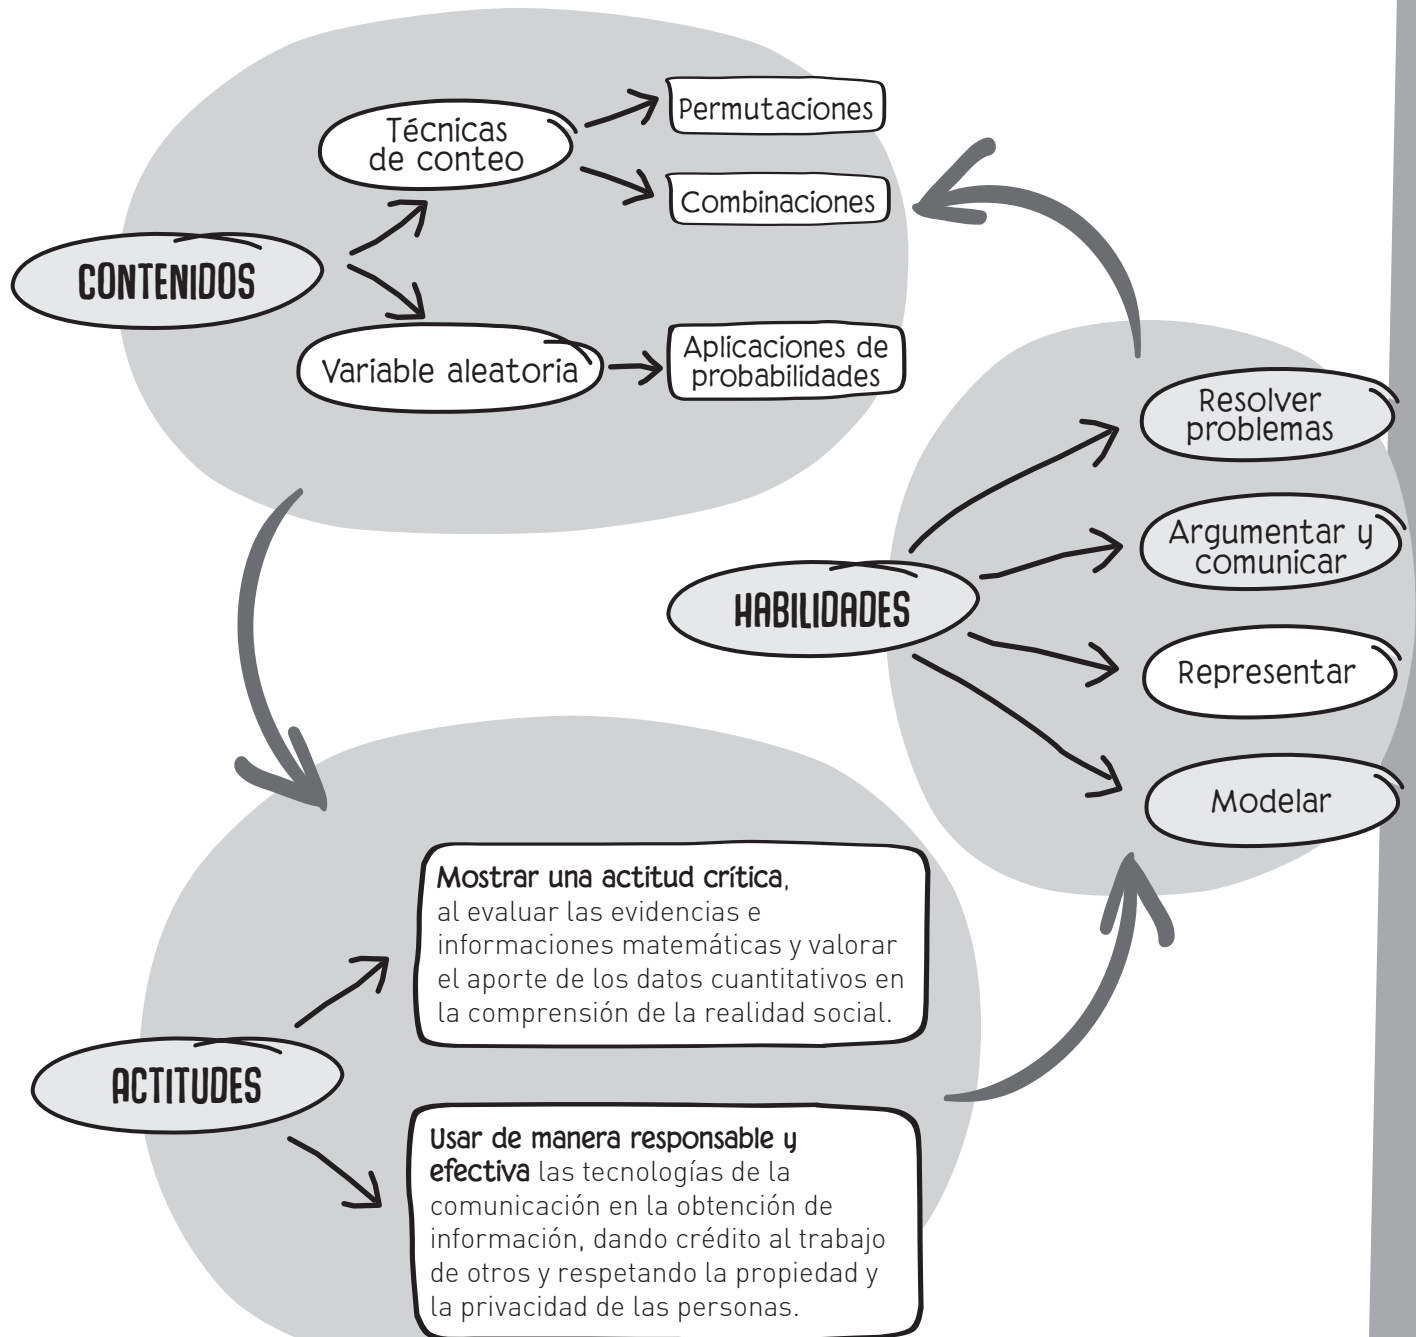 CONTENIDOS
Técnicas
de conteo
Permutaciones
Combinaciones
Variable aleatoria
Aplicaciones de
probabilidades
HABILIDADES
Resolver
problemas
Argumentar y
comunicar
Representar
Modelar
ACTITUDES
Mostrar una actitud crítica,
al evaluar las evidencias e
informaciones matemáticas y valorar
el aporte de los datos cuantitativos en
la comprensión de la realidad social.
Usar de manera responsable y
efectiva las tecnologías de la
comunicación en la obtención de
información, dando crédito al trabajo
de otros y respetando la propiedad y
la privacidad de las personas.